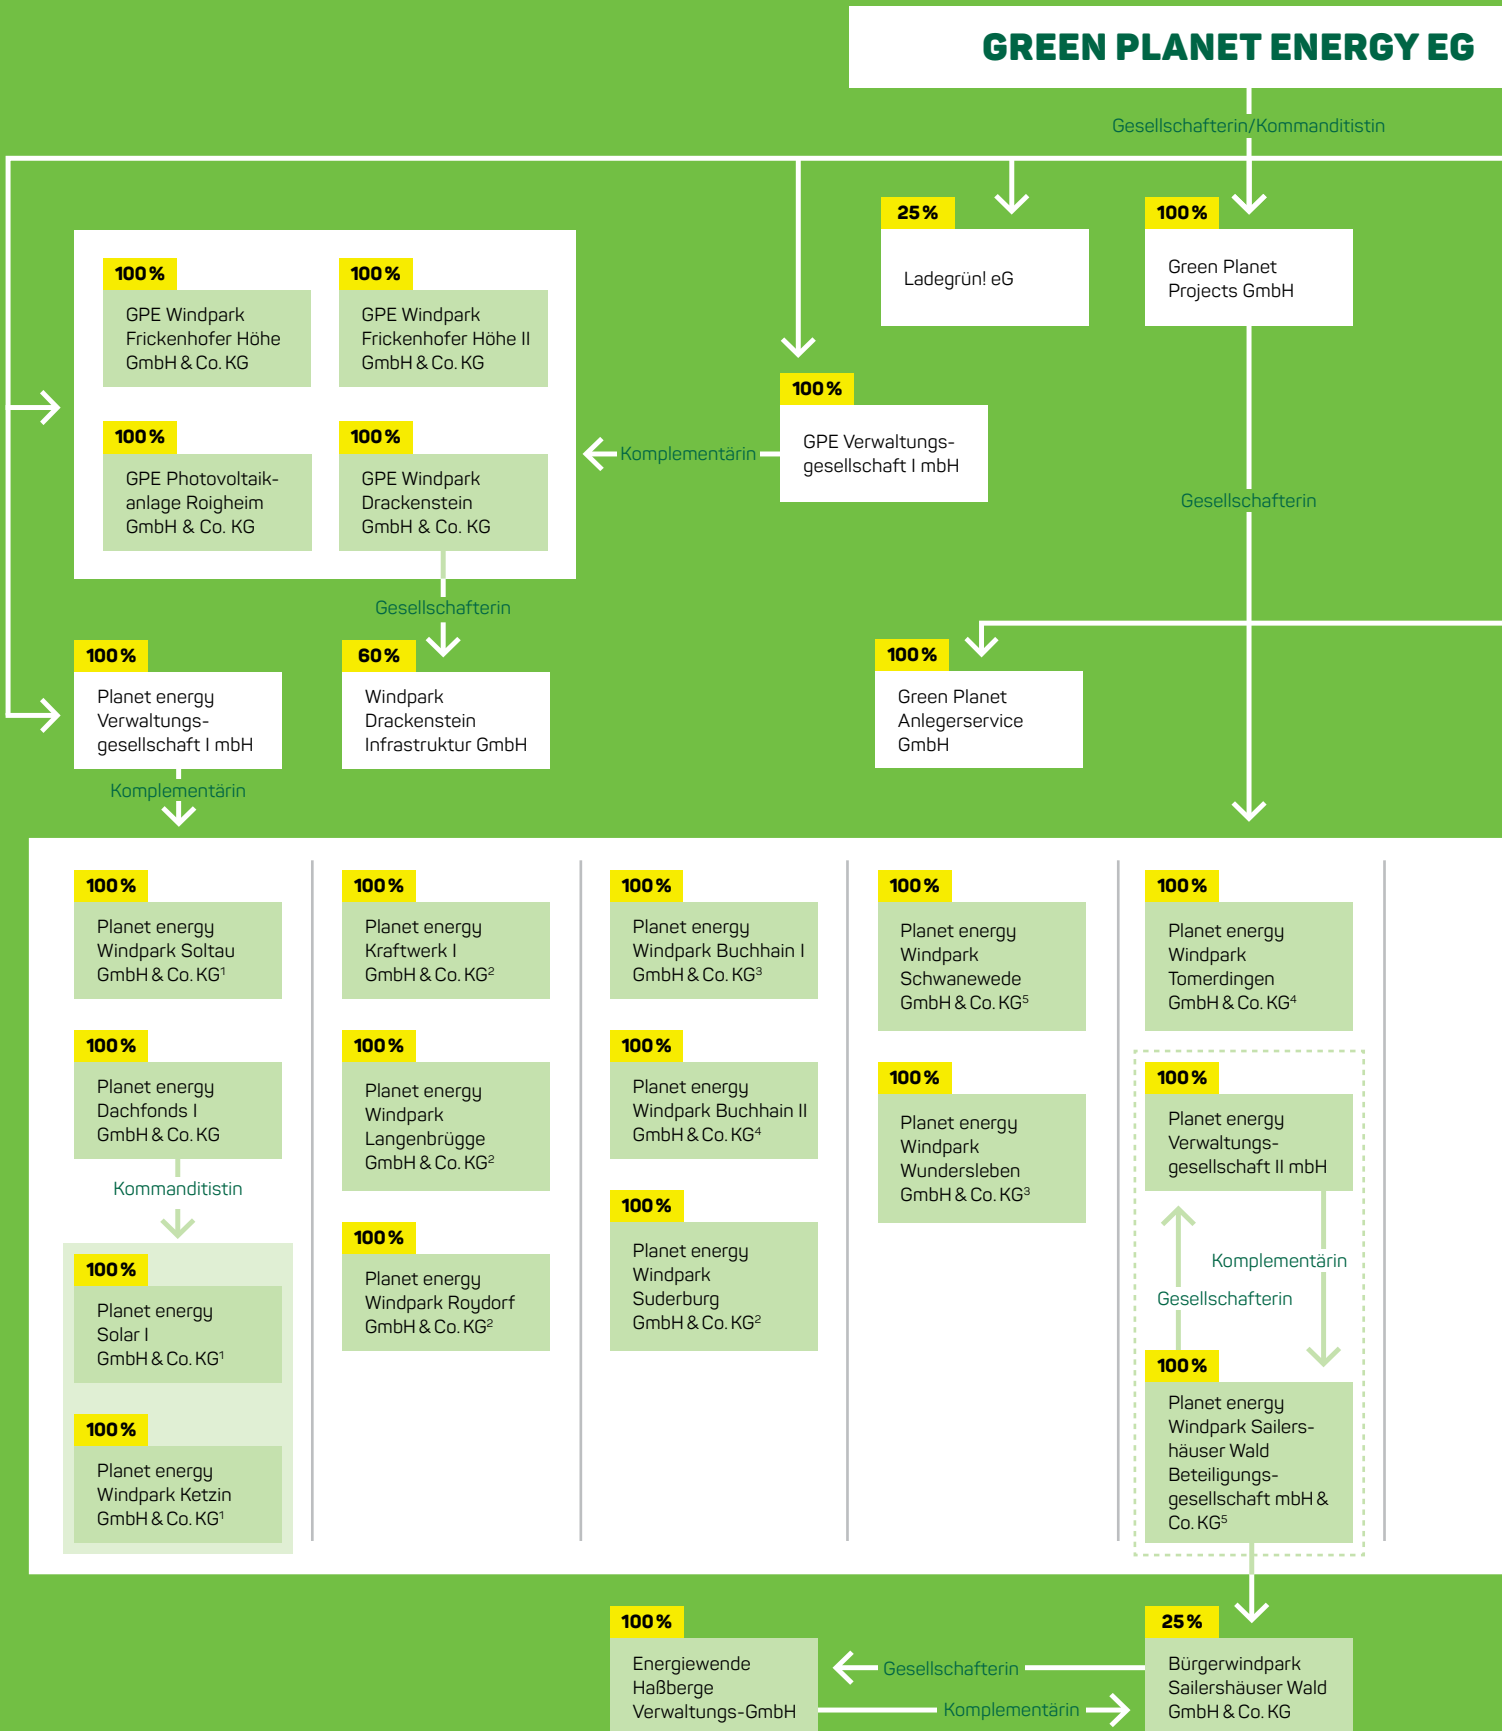 GREEN PLANET ENERGY EG
Gesellschafterin/Kommanditistin
25 %
Ladegrün! eG
100 %
Green Planet
Projects GmbH
100 %
GPE Windpark
Frickenhofer Höhe
GmbH & Co. KG
100 %
GPE Windpark
Frickenhofer Höhe II
GmbH & Co. KG
100 %
GPE Photovoltaik-
anlage Roigheim
GmbH & Co. KG
100 %
GPE Windpark
Drackenstein
GmbH & Co. KG
Komplementärin
100 %
GPE Verwaltungs-
gesellschaft I mbH
Gesellschafterin
Gesellschafterin
100 %
Planet energy
Verwaltungs-
gesellschaft I mbH
60 %
Windpark
Drackenstein
Infrastruktur GmbH
100 %
Green Planet
Anlegerservice
GmbH
Komplementärin
100 %
Planet energy
Windpark Soltau
GmbH & Co. KG¹
100 %
Planet energy
Dachfonds I
GmbH & Co. KG
Kommanditistin
100 %
Planet energy
Solar I
GmbH & Co. KG¹
100 %
Planet energy
Windpark Ketzin
GmbH & Co. KG¹
100 %
Planet energy
Kraftwerk I
GmbH & Co. KG²
100 %
Planet energy
Windpark
Langenbrügge
GmbH & Co. KG²
100 %
Planet energy
Windpark Roydorf
GmbH & Co. KG²
100 %
Planet energy
Windpark Buchhain I
GmbH & Co. KG³
100 %
Planet energy
Windpark Buchhain II
GmbH & Co. KG⁴
100 %
Planet energy
Windpark
Suderburg
GmbH & Co. KG²
100 %
Planet energy
Windpark
Schwanewede
GmbH & Co. KG⁵
100 %
Planet energy
Windpark
Wundersleben
GmbH & Co. KG³
100 %
Planet energy
Windpark
Tomerdingen
GmbH & Co. KG⁴
100 %
Planet energy
Verwaltungs-
gesellschaft II mbH
Komplementärin
Gesellschafterin
100 %
Planet energy
Windpark Sailers-
häuser Wald
Beteiligungs-
gesellschaft mbH &
Co. KG⁵
100 %
Energiewende
Haßberge
Verwaltungs-GmbH
Gesellschafterin
Komplementärin
25 %
Bürgerwindpark
Sailershäuser Wald
GmbH & Co. KG